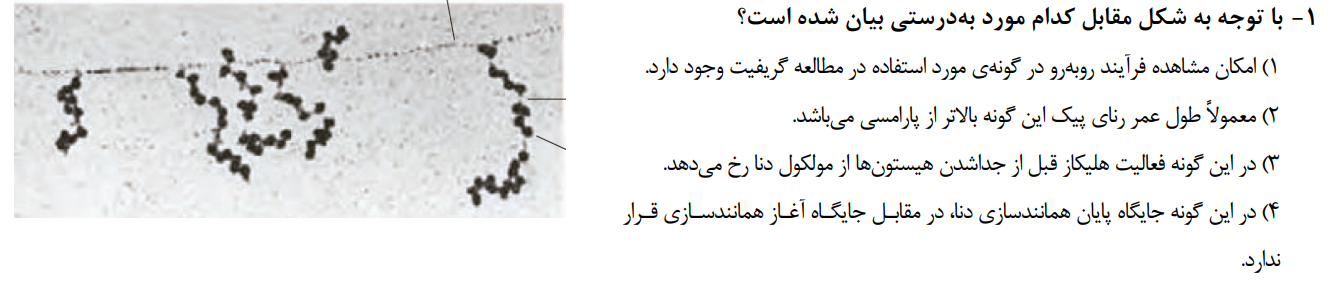 ۱- با توجه به شکل مقابل کدام مورد به‌درستی بیان شده است؟
۱) امکان مشاهده فرآیند روبه‌رو در گونه‌ی مورد استفاده در مطالعه گریفیت وجود دارد.
۲) معمولاً طول عمر رنای پیک این گونه بالاتر از پارامسی می‌باشد.
۳) در این گونه فعالیت هلیکاز قبل از جداشدن هیستون‌ها از مولکول دنا رخ می‌دهد.
۴) در این گونه جایگاه پایان همانندسازی دنا، در مقابل جایگاه آغاز همانندسازی قرار
ندارد.